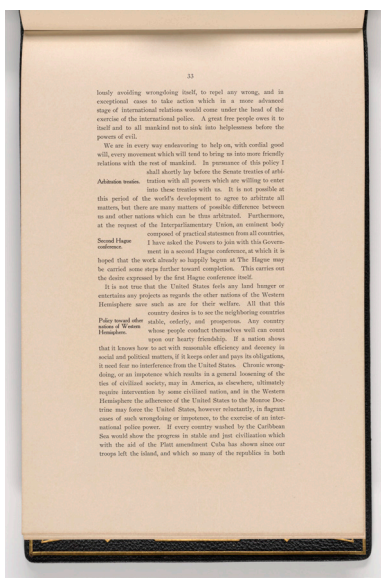 33
lously avoiding wrongdoing itself, to repel any wrong, and in
exceptional cases to take action which in a more advanced
stage of international relations would come under the head of the
exercise of the international police. A great free people owes it to
itself and to all mankind not to sink into helplessness before the
powers of evil.
We are in every way endeavoring to help on, with cordial good
will, every movement which will tend to bring us into more friendly
relations with the rest of mankind. In pursuance of this policy I
shall shortly lay before the Senate treaties of arbi-
Arbitration treaties.
tration with all powers which are willing to enter
into these treaties with us. It is not possible at
this period of the world's development to agree to arbitrate all
matters, but there are many matters of possible difference between
us and other nations which can be thus arbitrated. Furthermore,
at the request of the Interparliamentary Union, an eminent body
composed of practical statesmen from all countries,
Second Hague
conference.
I have asked the Powers to join with this Govern-
ment in a second Hague conference, at which it is
hoped that the work already so happily begun at The Hague may
be carried some steps further toward completion. This carries out
the desire expressed by the first Hague conference itself.
It is not true that the United States feels any land hunger or
entertains any projects as regards the other nations of the Western
Hemisphere save such as are for their welfare. All that this
country desires is to see the neighboring countries
Policy toward other
nations of Western
Hemisphere.
stable, orderly, and prosperous. Any country
whose people conduct themselves well can count
upon our hearty friendship. If a nation shows
that it knows how to act with reasonable efficiency and decency in
social and political matters, if it keeps order and pays its obligations,
it need fear no interference from the United States. Chronic wrong-
doing, or an impotence which results in a general loosening of the
ties of civilized society, may in America, as elsewhere, ultimately
require intervention by some civilized nation, and in the Western
Hemisphere the adherence of the United States to the Monroe Doc-
trine may force the United States, however reluctantly, in flagrant
cases of such wrongdoing or impotence, to the exercise of an inter-
national police power. If every country washed by the Caribbean
Sea would show the progress in stable and just civilization which
with the aid of the Platt amendment Cuba has shown since our
troops left the island, and which so many of the republics in both